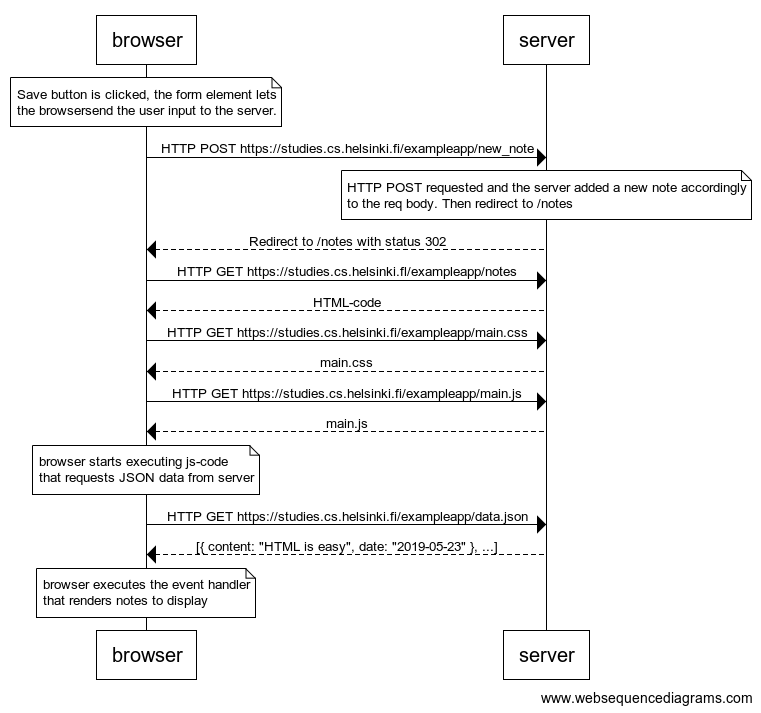 browser
server
Save button is clicked, the form element lets
the browsersend the user input to the server.
HTTP POST https://studies.cs.helsinki.fi/exampleapp/new_note
HTTP POST requested and the server added a new note accordingly
to the req body. Then redirect to /notes
Redirect to /notes with status 302
HTTP GET https://studies.cs.helsinki.fi/exampleapp/notes
HTML-code
HTTP GET https://studies.cs.helsinki.fi/exampleapp/main.css
main.css
HTTP GET https://studies.cs.helsinki.fi/exampleapp/main.js
main.js
browser starts executing js-code
that requests JSON data from server
HTTP GET https://studies.cs.helsinki.fi/exampleapp/data.json
[{ content: "HTML is easy", date: "2019-05-23" }, ...]
browser executes the event handler
that renders notes to display
browser
server
www.websequencediagrams.com